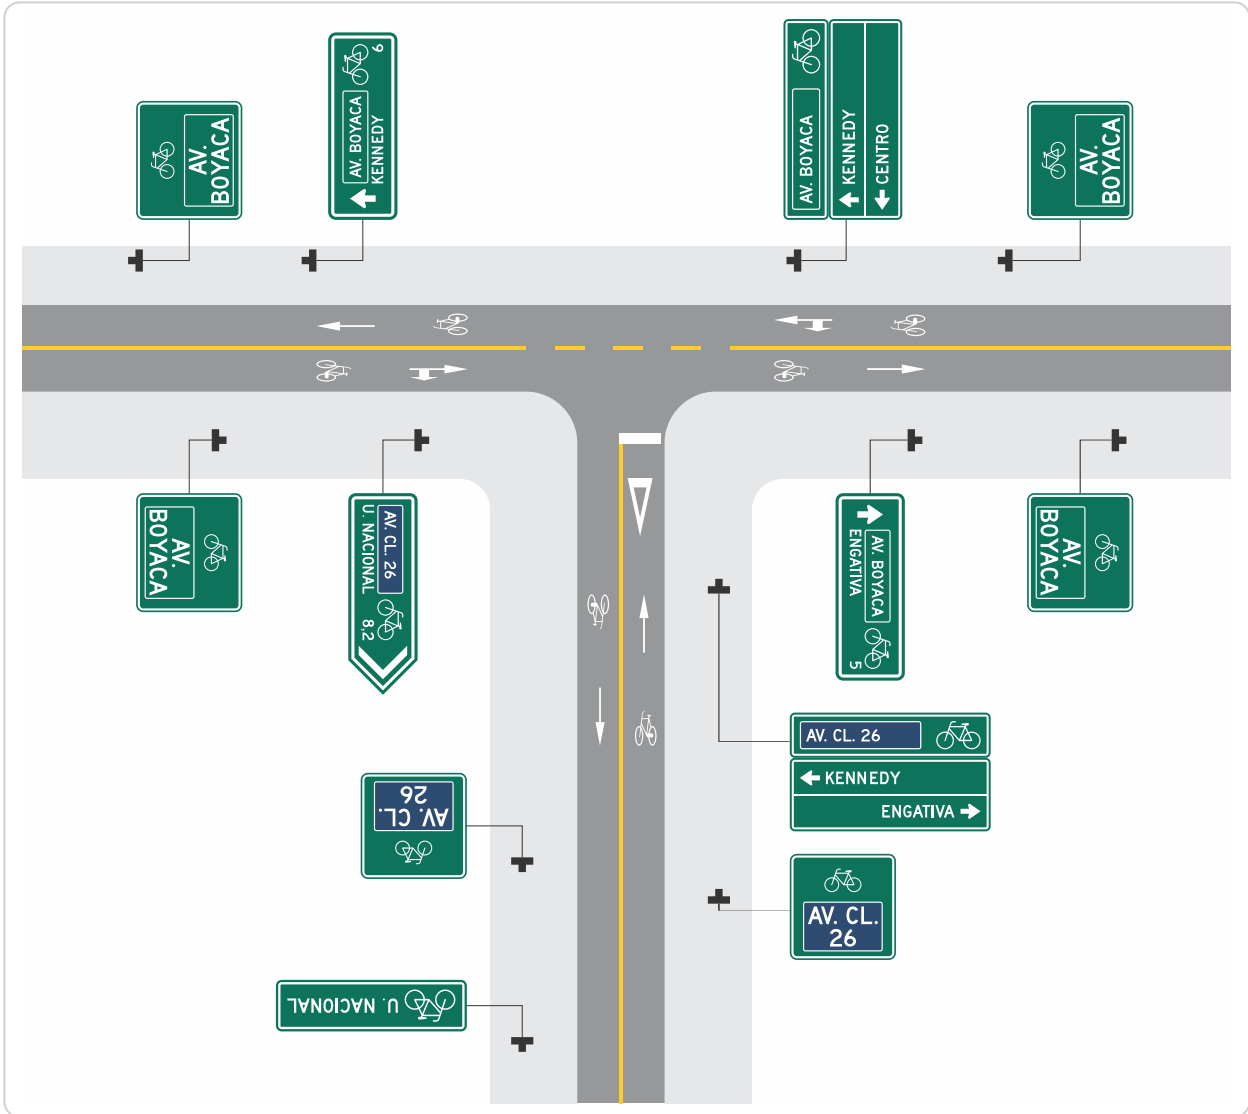 AV.
BOYACA
6
AV. BOYACA
KENNEDY
AV. BOYACA
KENNEDY
CENTRO
AV.
BOYACA
AV.
BOYACA
AV. CL. 26
U. NACIONAL
8,2
AV. BOYACA
ENGATIVA
5
AV.
BOYACA
AV. CL. 26
KENNEDY
ENGATIVA
AV. CL.
26
AV. CL.
26
U. NACIONAL